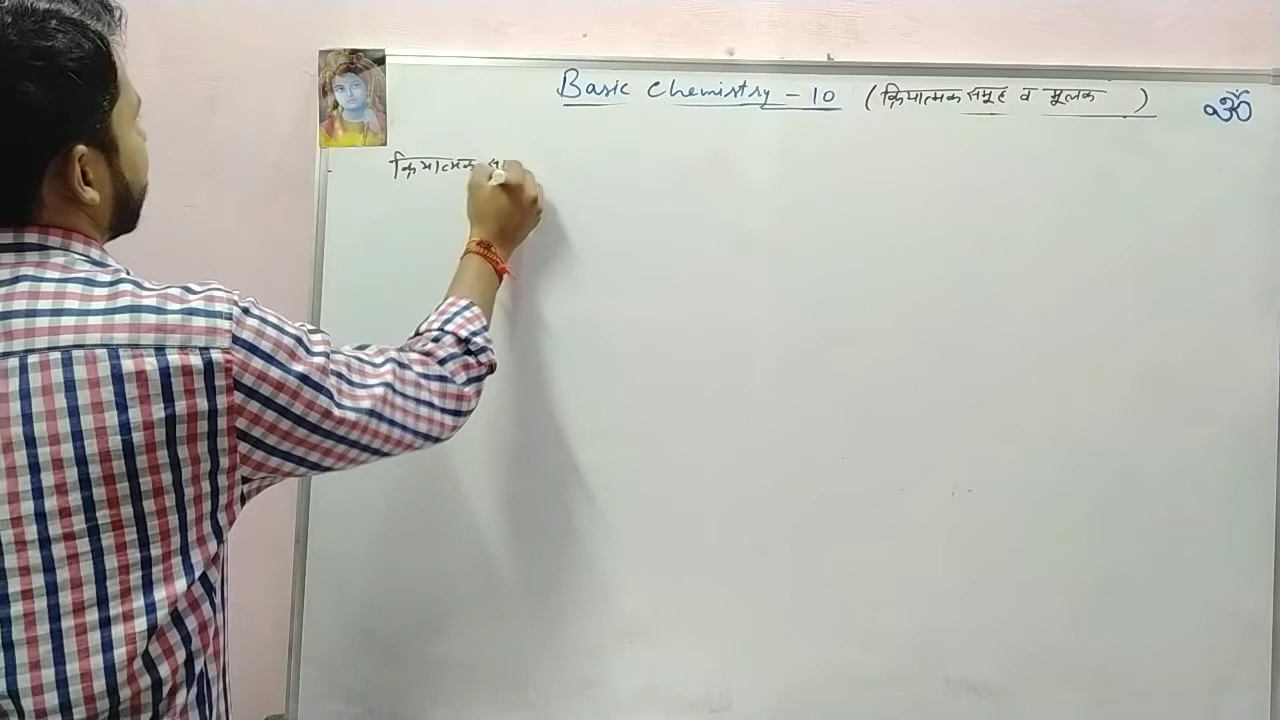 Basic Chemistry - 10 (क्रियात्मक समूह व मूलक ) ॐ
क्रियात्मक